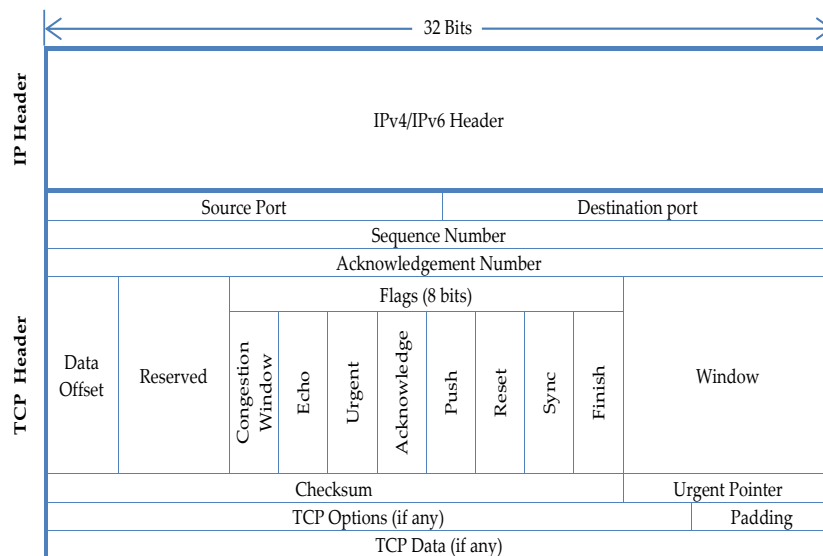 32 Bits
IP Header
IPv4/IPv6 Header
TCP Header
Source Port
Destination port
Sequence Number
Acknowledgement Number
Data
Offset
Reserved
Flags (8 bits)
Congestion
Window
Echo
Urgent
Acknowledge
Push
Reset
Sync
Finish
Window
Checksum
Urgent Pointer
TCP Options (if any)
Padding
TCP Data (if any)